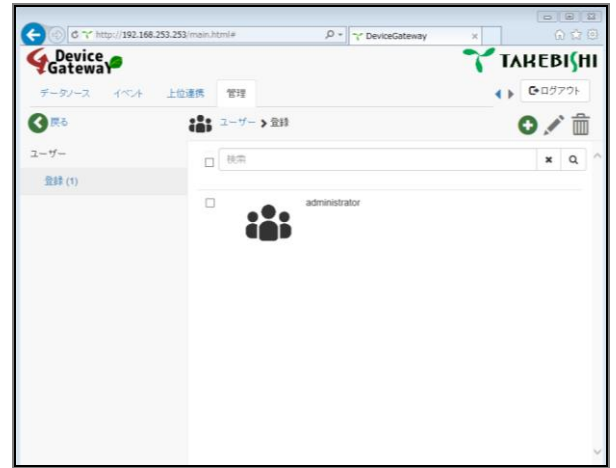 http://192.168.253.253/main.html#
DeviceGateway
Device Gateway
TAKEBISHI
データソース イベント 上位連携 管理
ログアウト
戻る
ユーザー > 登録
ユーザー
検索
登録 (1)
administrator